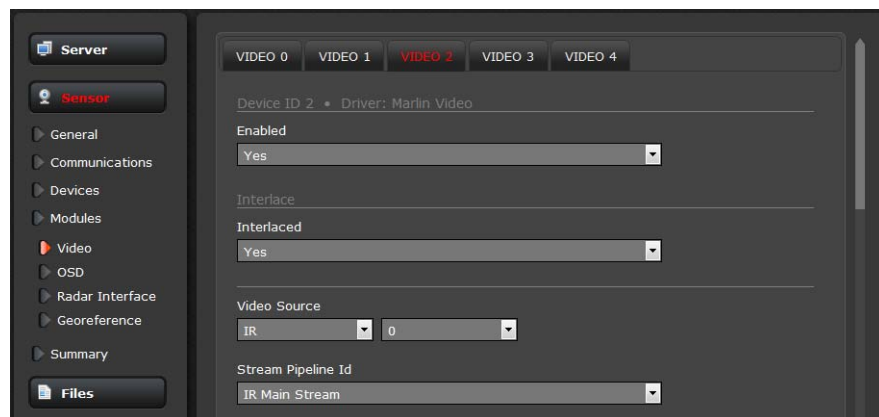 Server
Sensor
General
Communications
Devices
Modules
Video
OSD
Radar Interface
Georeference
Summary
Files
VIDEO 0 VIDEO 1 VIDEO 2 VIDEO 3 VIDEO 4
Device ID 2 • Driver: Marlin Video
Enabled
Yes
Interlace
Interlaced
Yes
Video Source
IR 0
Stream Pipeline Id
IR Main Stream